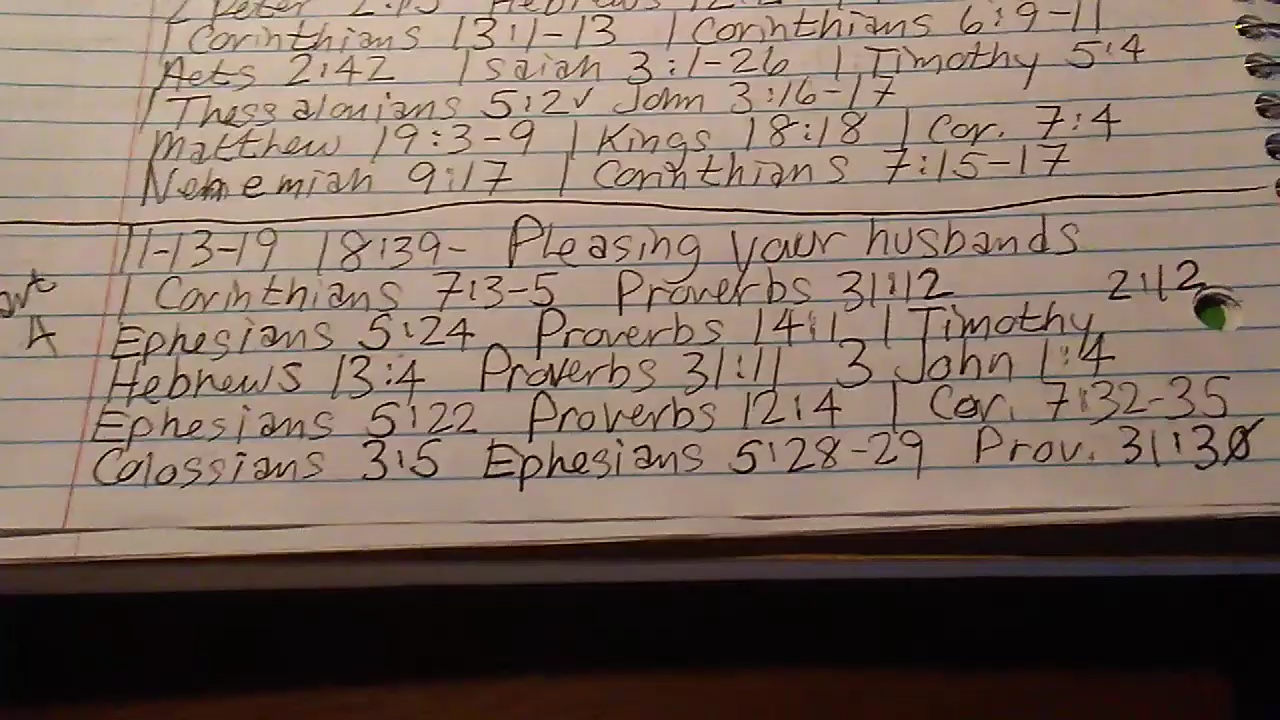 1 Corinthians 13:1-13 1 Corinthians 6:9-11
Acts 2:42 Isaiah 3:1-26 1 Timothy 5:4
1 Thessalonians 5:2✓ John 3:16-17
Matthew 19:3-9 1 Kings 18:18 1 Cor. 7:4
Nehemiah 9:17 1 Corinthians 7:15-17
11-13-19 18:39- Pleasing your husbands
1 Corinthians 7:3-5 Proverbs 31:12 2:12
A Ephesians 5:24 Proverbs 14:1 1 Timothy
Hebrews 13:4 Proverbs 31:11 3 John 1:4
Ephesians 5:22 Proverbs 12:4 1 Cor. 7:32-35
Colossians 3:5 Ephesians 5:28-29 Prov. 31:30